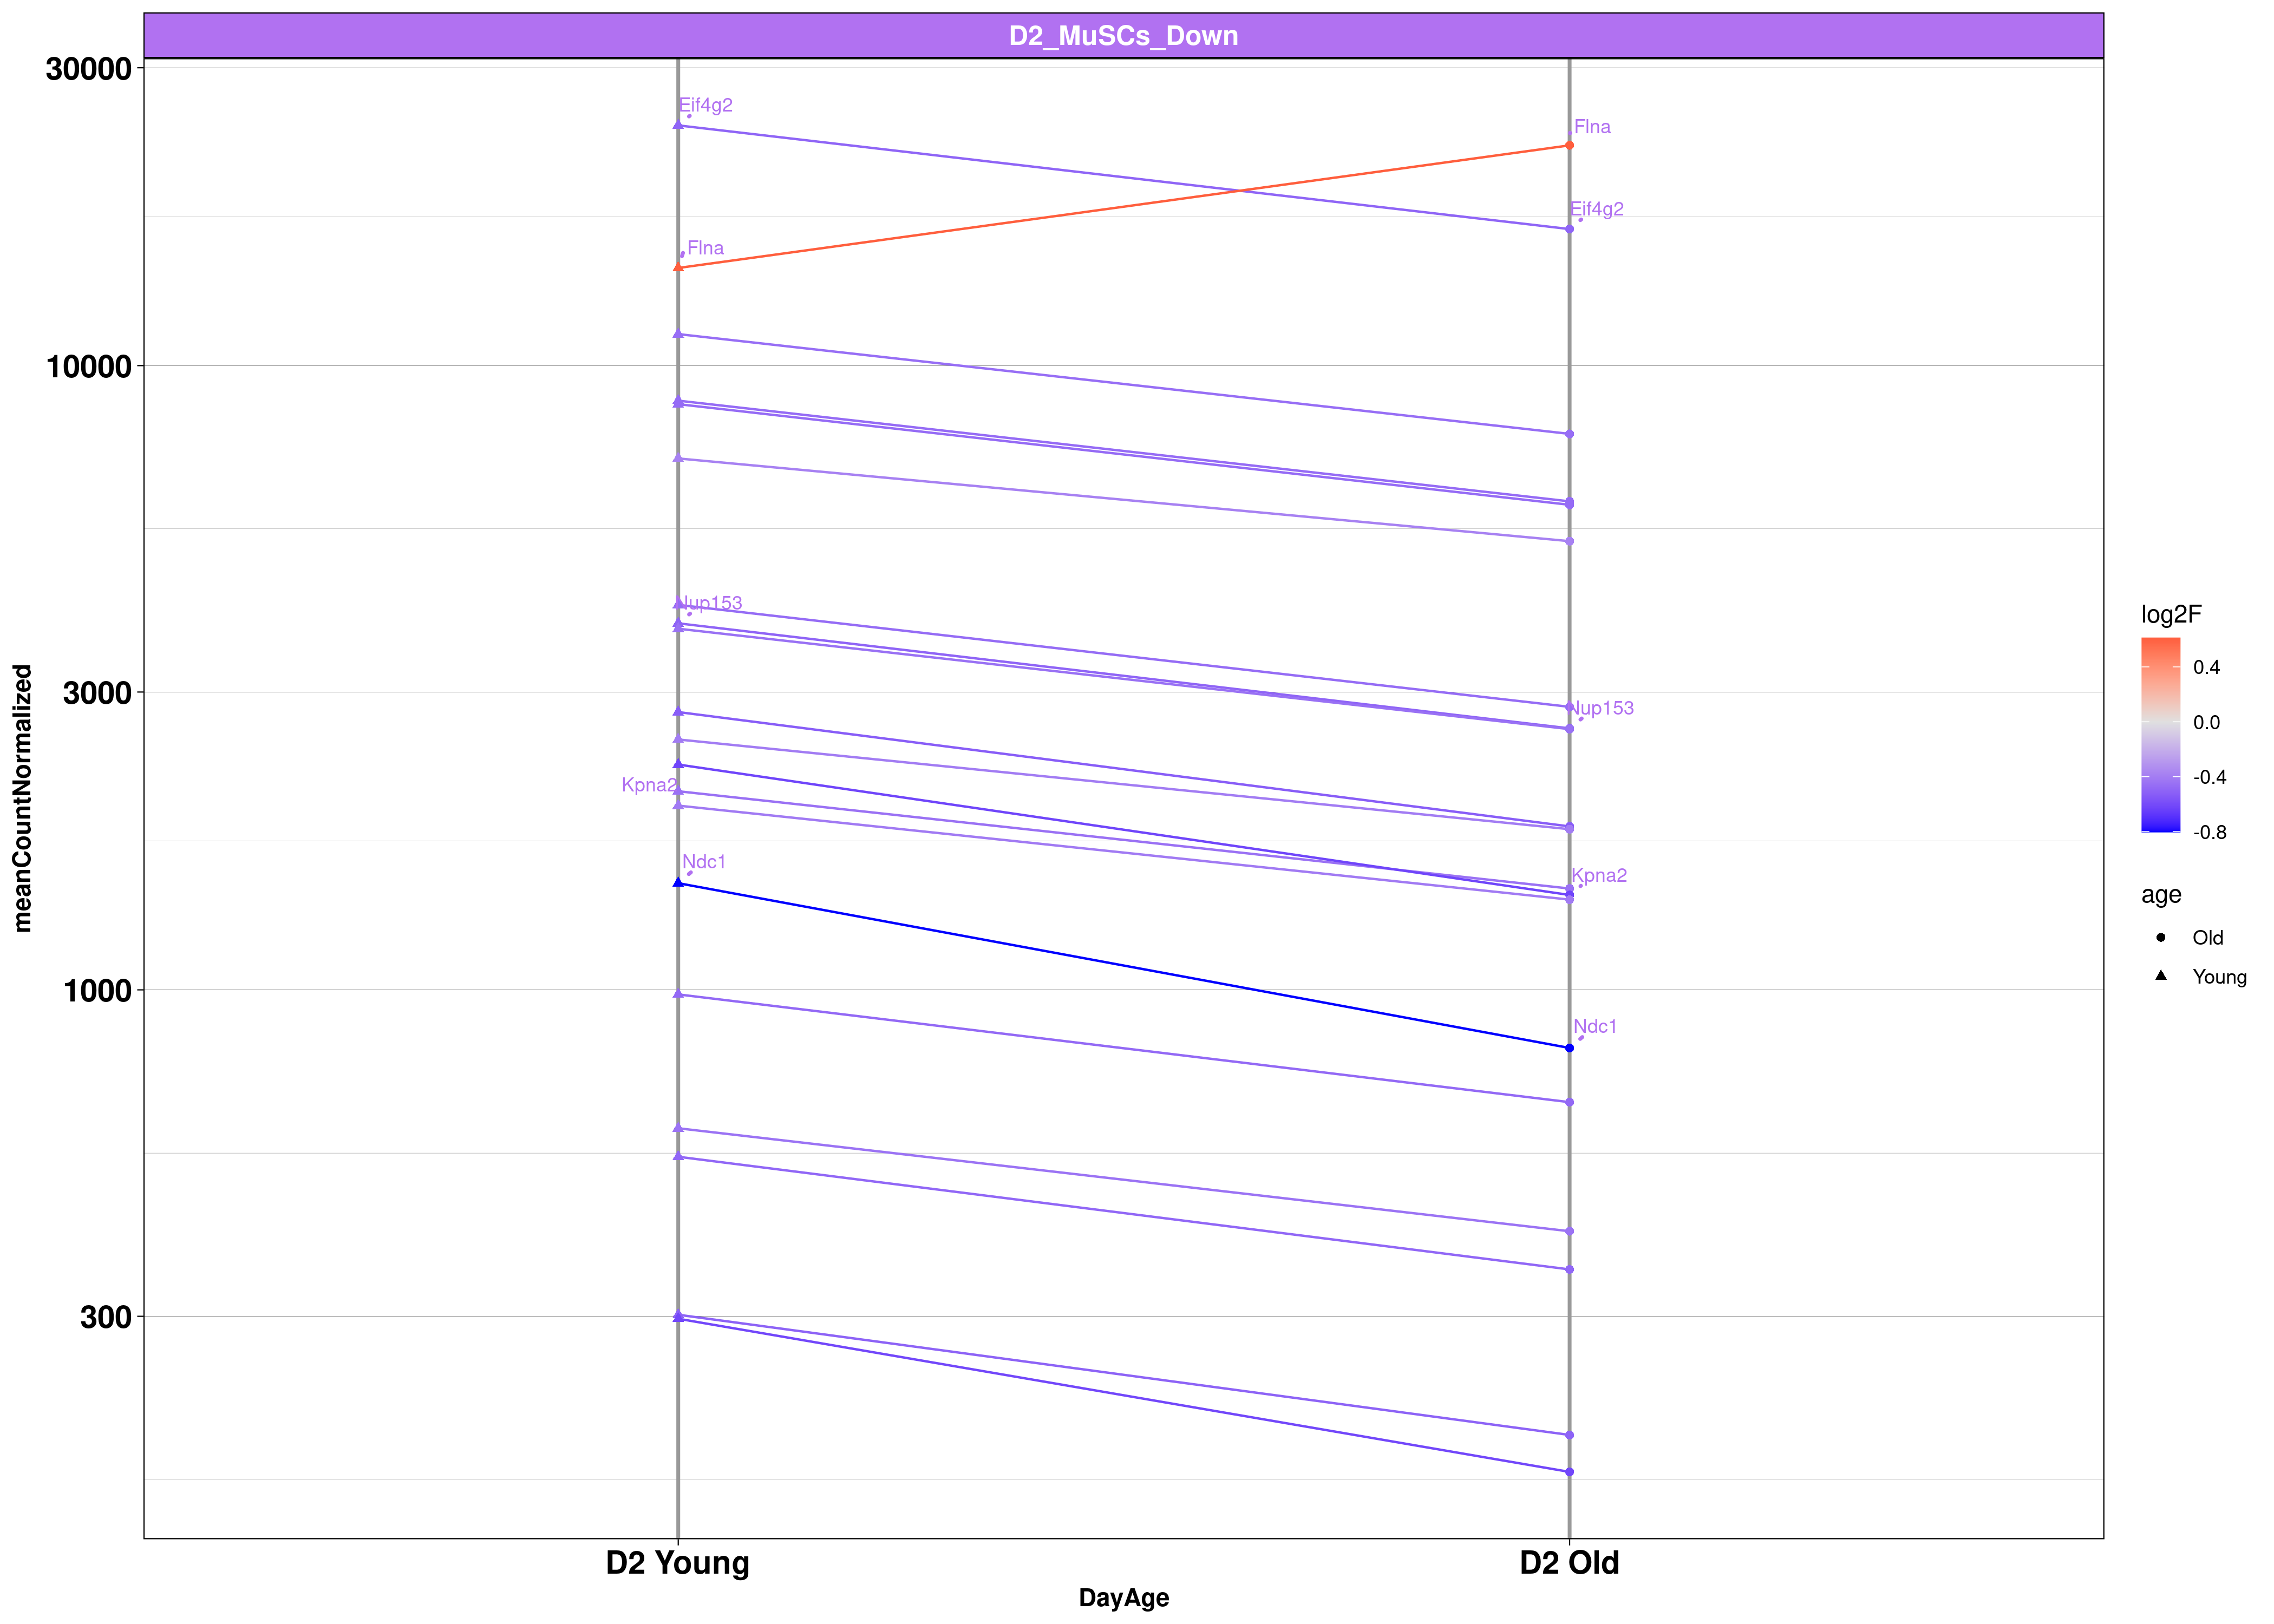 D2_MuSCs_Down
30000
10000
3000
1000
300
meanCountNormalized
Eif4g2
Flna
Flna
Eif4g2
Nup153
Nup153
Kpna2
Kpna2
Ndc1
Ndc1
D2 Young
D2 Old
DayAge
log2F
0.4
0.0
-0.4
-0.8
age
Old
Young